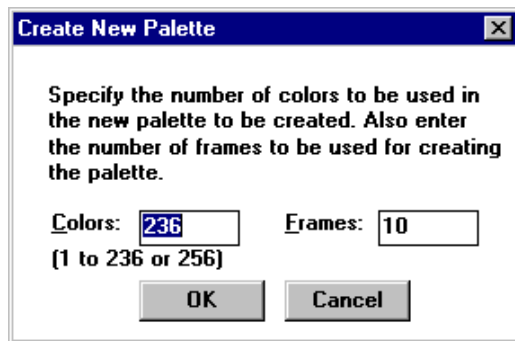 Create New Palette
Specify the number of colors to be used in
the new palette to be created. Also enter
the number of frames to be used for creating
the palette.
Colors: 236 Frames: 10
(1 to 236 or 256)
OK Cancel